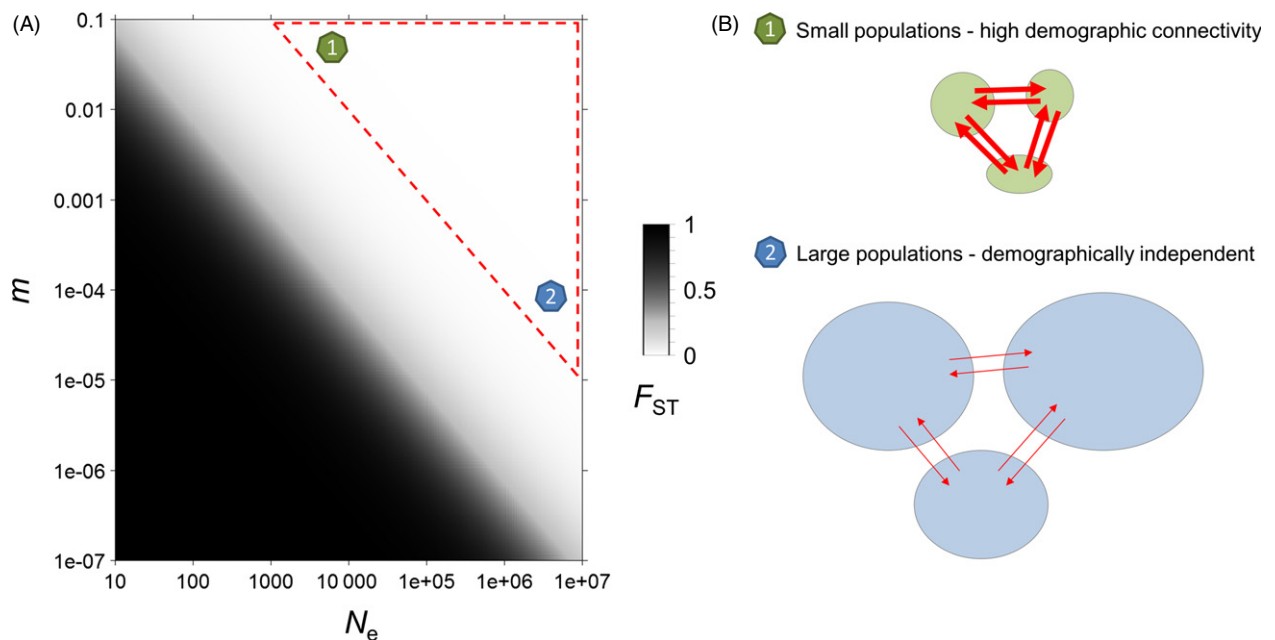 (A)
0.1
0.01
0.001
1e-04
1e-05
1e-06
1e-07
m
10
100
1000
10 000
1e+05
1e+06
1e+07
Ne
1
2
1
0.5
0
FST
(B)
1 Small populations - high demographic connectivity
2 Large populations - demographically independent